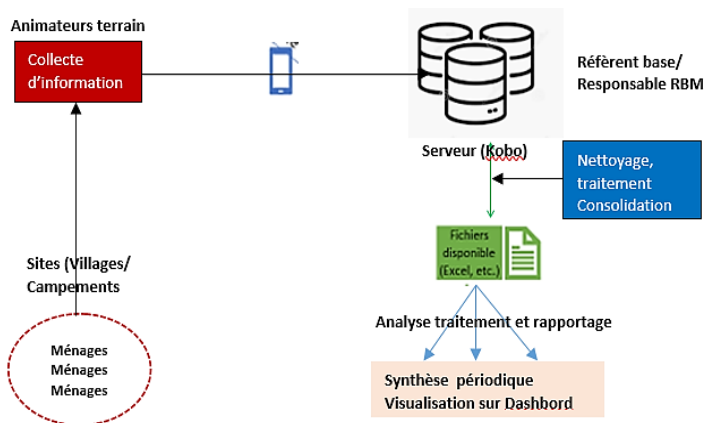 Animateurs terrain
Collecte
d'information
Réfèrent base/
Responsable RBM
Serveur (Kobo)
Nettoyage,
traitement
Consolidation
Fichiers
disponible
(Excel, etc.)
Sites (Villages/
Campements
Ménages
Ménages
Ménages
Analyse traitement et rapportage
Synthèse périodique
Visualisation sur Dashbord